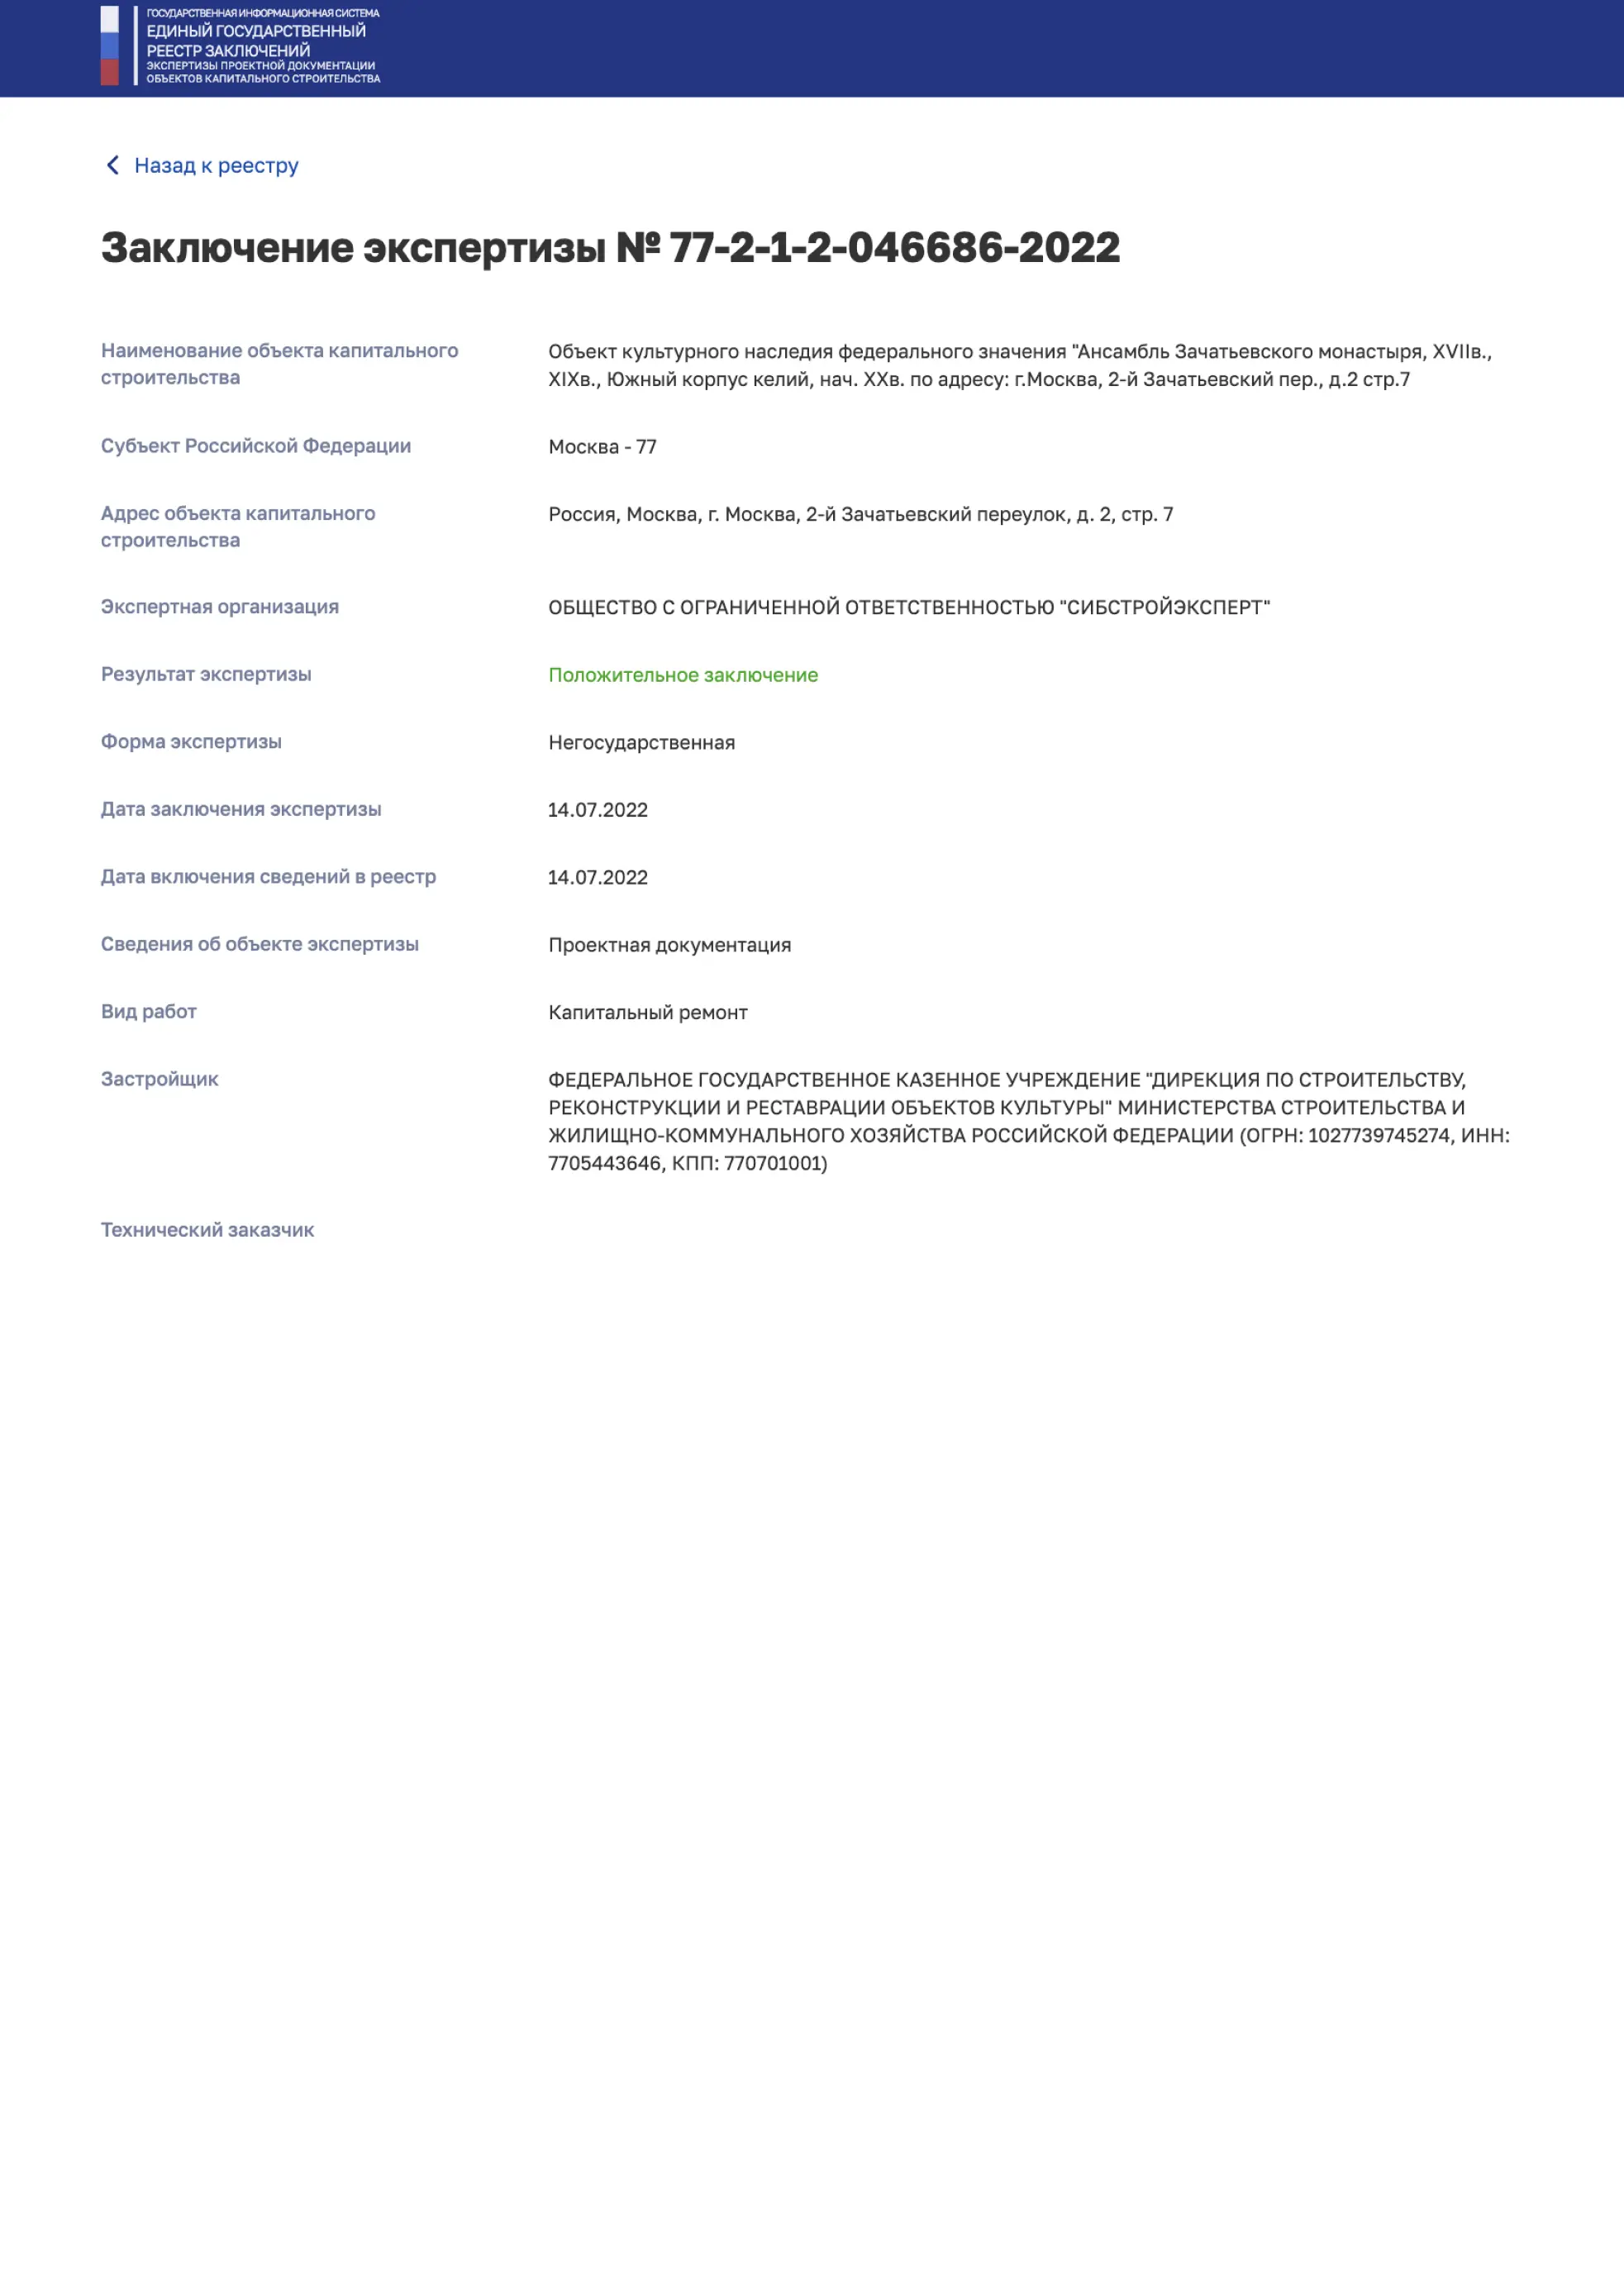 ГОСУДАРСТВЕННАЯ ИНФОРМАЦИОННАЯ СИСТЕМА
ЕДИНЫЙ ГОСУДАРСТВЕННЫЙ
РЕЕСТР ЗАКЛЮЧЕНИЙ
ЭКСПЕРТИЗЫ ПРОЕКТНОЙ ДОКУМЕНТАЦИИ
ОБЪЕКТОВ КАПИТАЛЬНОГО СТРОИТЕЛЬСТВА
Назад к реестру
Заключение экспертизы № 77-2-1-2-046686-2022
Наименование объекта капитального
строительства
Объект культурного наследия федерального значения "Ансамбль Зачатьевского монастыря, XVIIв.,
XIXв., Южный корпус келий, нач. XXв. по адресу: г.Москва, 2-й Зачатьевский пер., д.2 стр.7
Субъект Российской Федерации
Москва - 77
Адрес объекта капитального
строительства
Россия, Москва, г. Москва, 2-й Зачатьевский переулок, д. 2, стр. 7
Экспертная организация
ОБЩЕСТВО С ОГРАНИЧЕННОЙ ОТВЕТСТВЕННОСТЬЮ "СИБСТРОЙЭКСПЕРТ"
Результат экспертизы
Положительное заключение
Форма экспертизы
Негосударственная
Дата заключения экспертизы
14.07.2022
Дата включения сведений в реестр
14.07.2022
Сведения об объекте экспертизы
Проектная документация
Вид работ
Капитальный ремонт
Застройщик
ФЕДЕРАЛЬНОЕ ГОСУДАРСТВЕННОЕ КАЗЕННОЕ УЧРЕЖДЕНИЕ "ДИРЕКЦИЯ ПО СТРОИТЕЛЬСТВУ,
РЕКОНСТРУКЦИИ И РЕСТАВРАЦИИ ОБЪЕКТОВ КУЛЬТУРЫ" МИНИСТЕРСТВА СТРОИТЕЛЬСТВА И
ЖИЛИЩНО-КОММУНАЛЬНОГО ХОЗЯЙСТВА РОССИЙСКОЙ ФЕДЕРАЦИИ (ОГРН: 1027739745274, ИНН:
7705443646, КПП: 770701001)
Технический заказчик